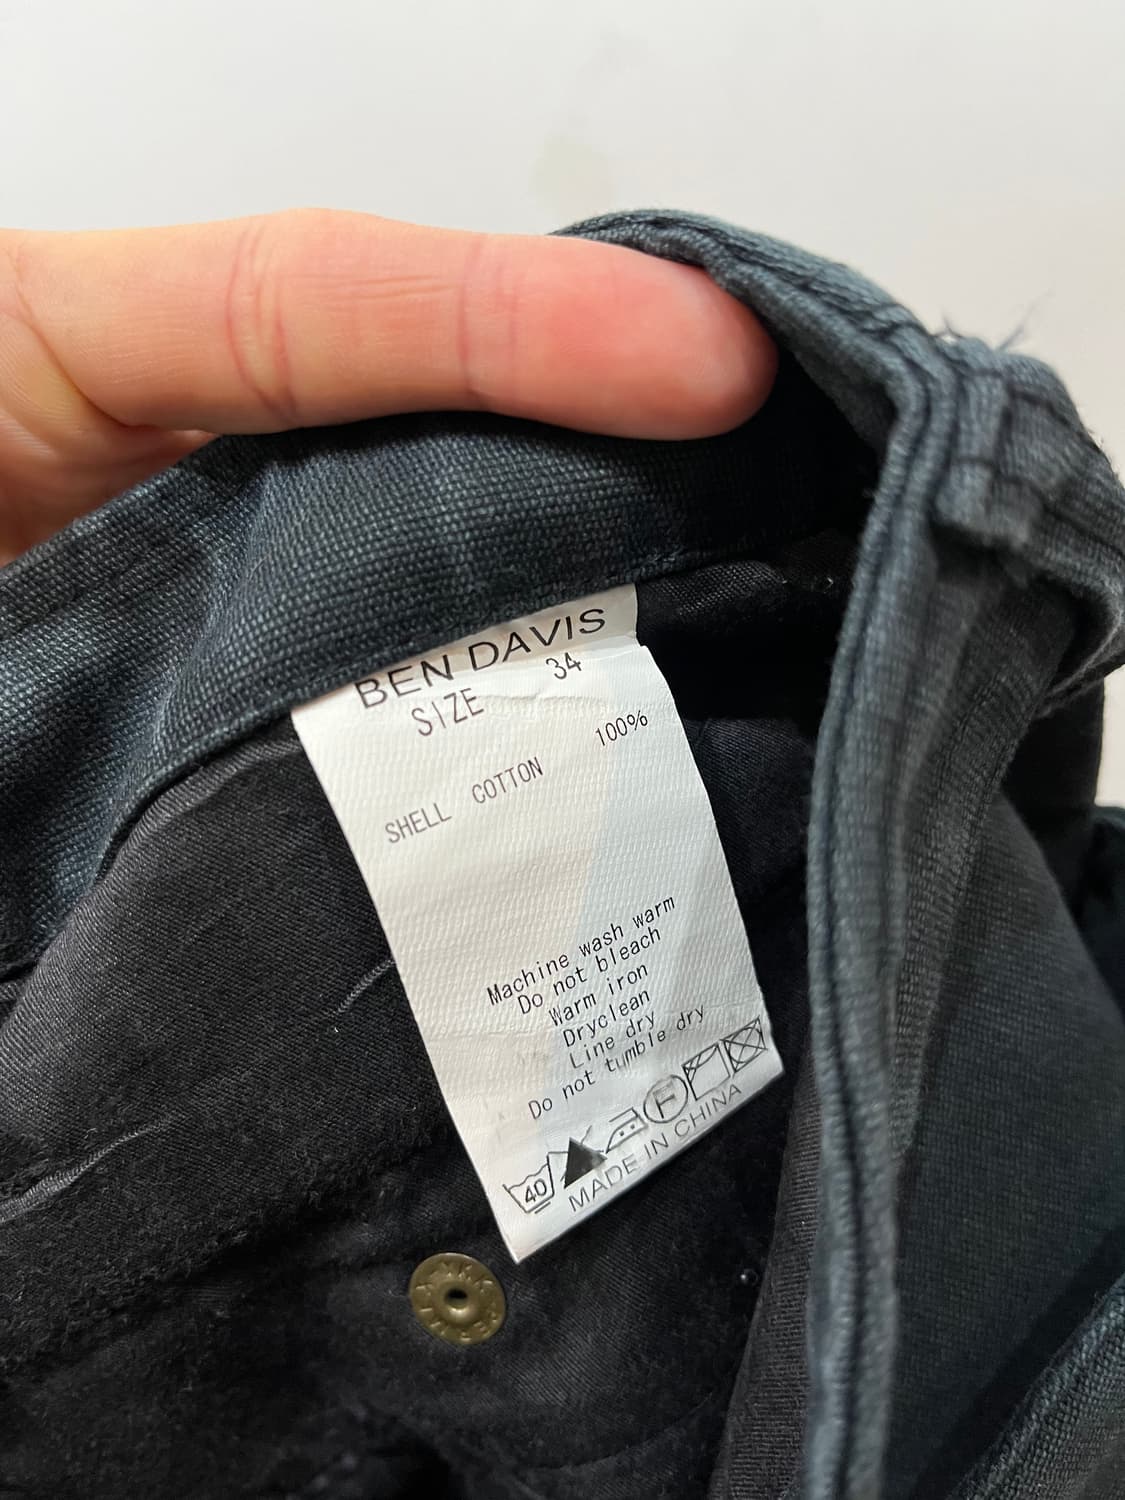 BEN DAVIS
SIZE 34
SHELL COTTON 100%
Machine wash warm
Do not bleach
Warm iron
Dryclean
Line dry
Do not tumble dry
40
F
MADE IN CHINA
YKK